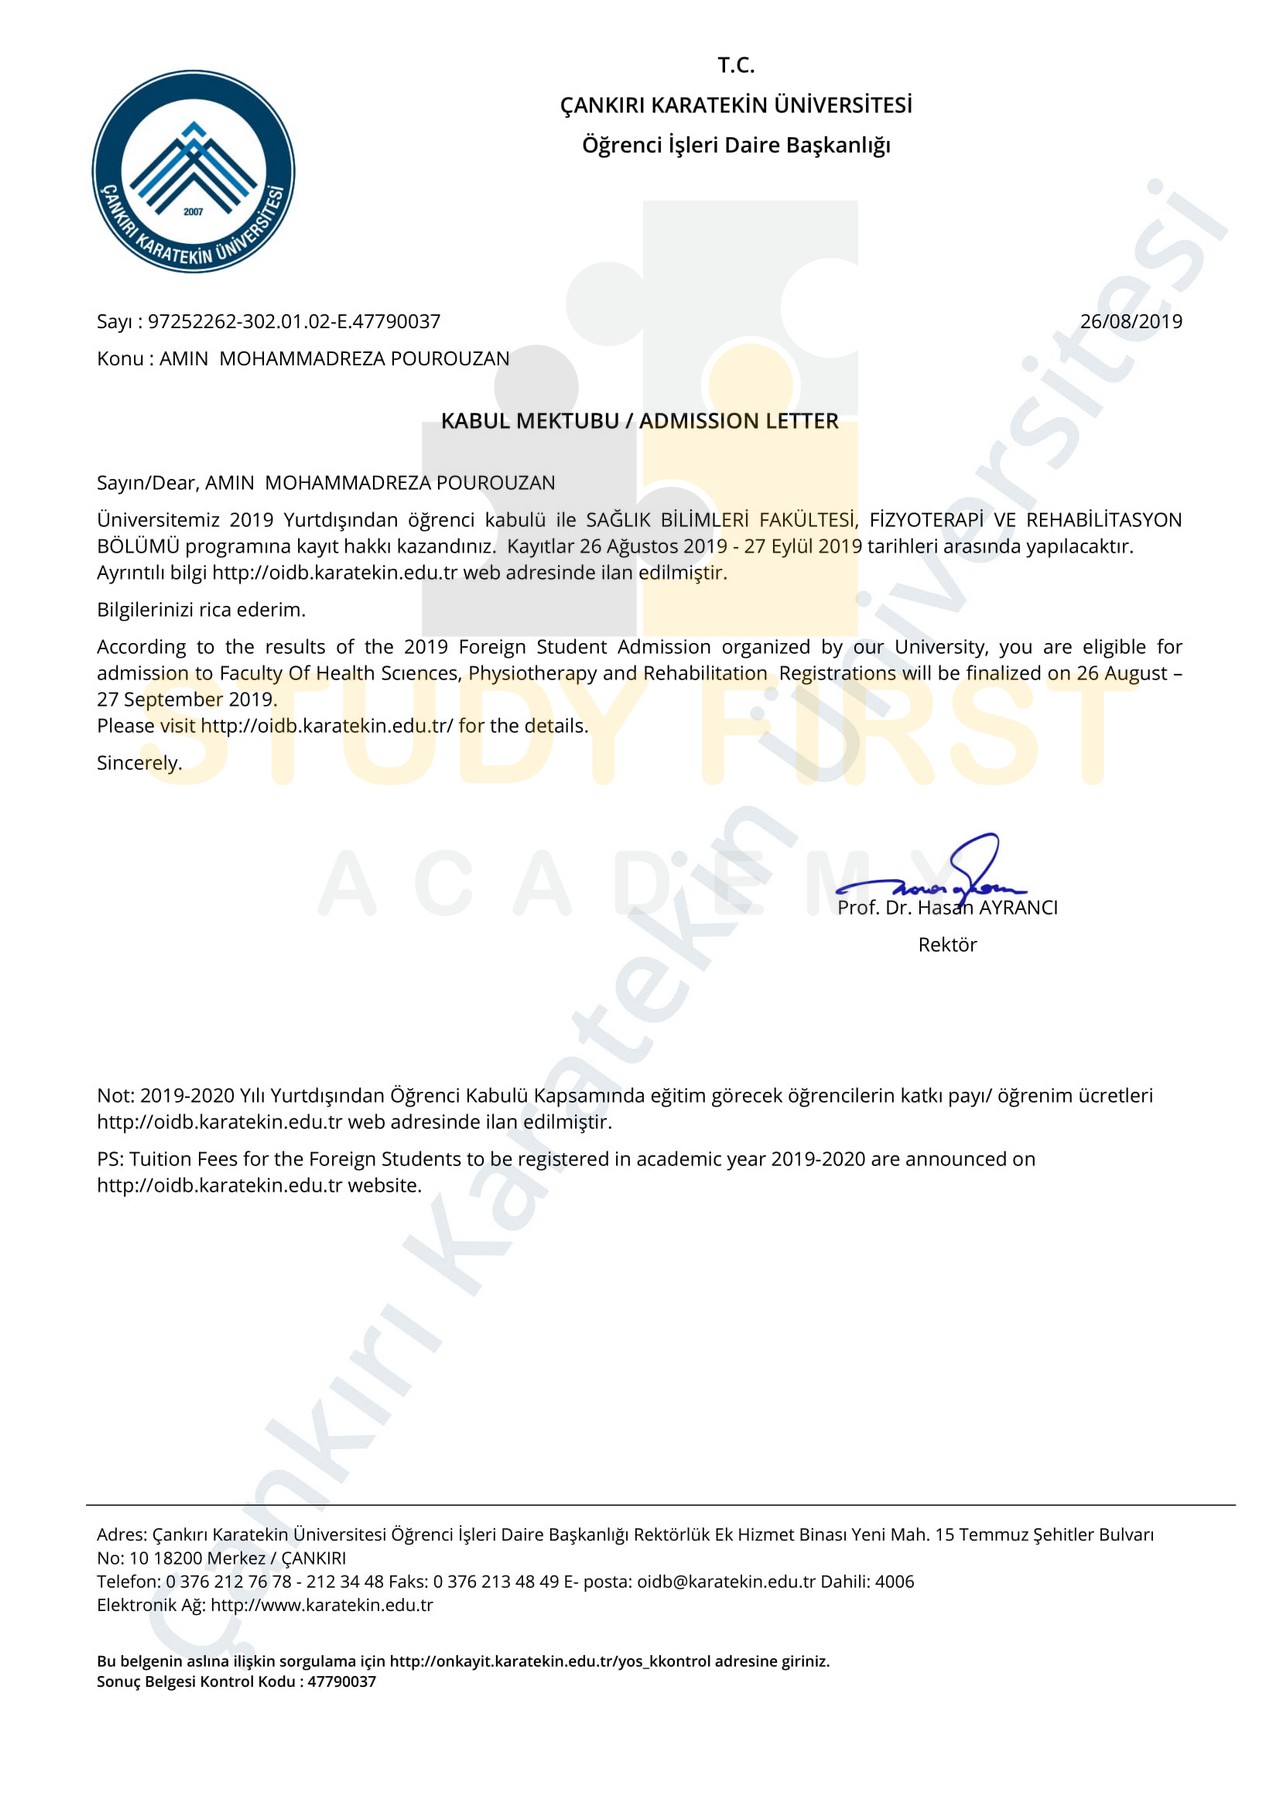 T.C.
ÇANKIRI KARATEKİN ÜNİVERSİTESİ
Öğrenci İşleri Daire Başkanlığı
2007
ÇANKIRI KARATEKİN ÜNİVERSİTESİ
Sayı : 97252262-302.01.02-E.47790037
26/08/2019
Konu : AMIN  MOHAMMADREZA POUROUZAN
KABUL MEKTUBU / ADMISSION LETTER
Sayın/Dear, AMIN  MOHAMMADREZA POUROUZAN
Üniversitemiz 2019 Yurtdışından öğrenci kabulü ile SAĞLIK BİLİMLERİ FAKÜLTESİ, FİZYOTERAPİ VE REHABİLİTASYON
BÖLÜMÜ programına kayıt hakkı kazandınız.  Kayıtlar 26 Ağustos 2019 - 27 Eylül 2019 tarihleri arasında yapılacaktır.
Ayrıntılı bilgi http://oidb.karatekin.edu.tr web adresinde ilan edilmiştir.
Bilgilerinizi rica ederim.
According to the results of the 2019 Foreign Student Admission organized by our University, you are eligible for
admission to Faculty Of Health Scıences, Physiotherapy and Rehabilitation  Registrations will be finalized on 26 August –
27 September 2019.
Please visit http://oidb.karatekin.edu.tr/ for the details.
Sincerely.
STUDY FIRST
ACADEMY
Prof. Dr. Hasan AYRANCI
Rektör
Çankırı Karatekin Üniversitesi
Not: 2019-2020 Yılı Yurtdışından Öğrenci Kabulü Kapsamında eğitim görecek öğrencilerin katkı payı/ öğrenim ücretleri
http://oidb.karatekin.edu.tr web adresinde ilan edilmiştir.
PS: Tuition Fees for the Foreign Students to be registered in academic year 2019-2020 are announced on
http://oidb.karatekin.edu.tr website.
Adres: Çankırı Karatekin Üniversitesi Öğrenci İşleri Daire Başkanlığı Rektörlük Ek Hizmet Binası Yeni Mah. 15 Temmuz Şehitler Bulvarı
No: 10 18200 Merkez / ÇANKIRI
Telefon: 0 376 212 76 78 - 212 34 48 Faks: 0 376 213 48 49 E- posta: oidb@karatekin.edu.tr Dahili: 4006
Elektronik Ağ: http://www.karatekin.edu.tr
Bu belgenin aslına ilişkin sorgulama için http://onkayit.karatekin.edu.tr/yos_kkontrol adresine giriniz.
Sonuç Belgesi Kontrol Kodu : 47790037